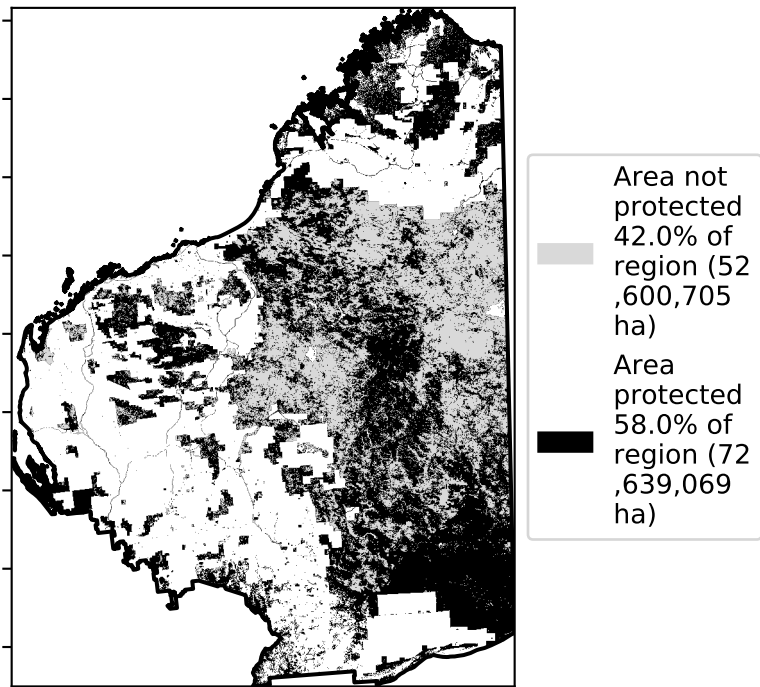 Area not
protected
42.0% of
region (52
,600,705
ha)
Area
protected
58.0% of
region (72
,639,069
ha)